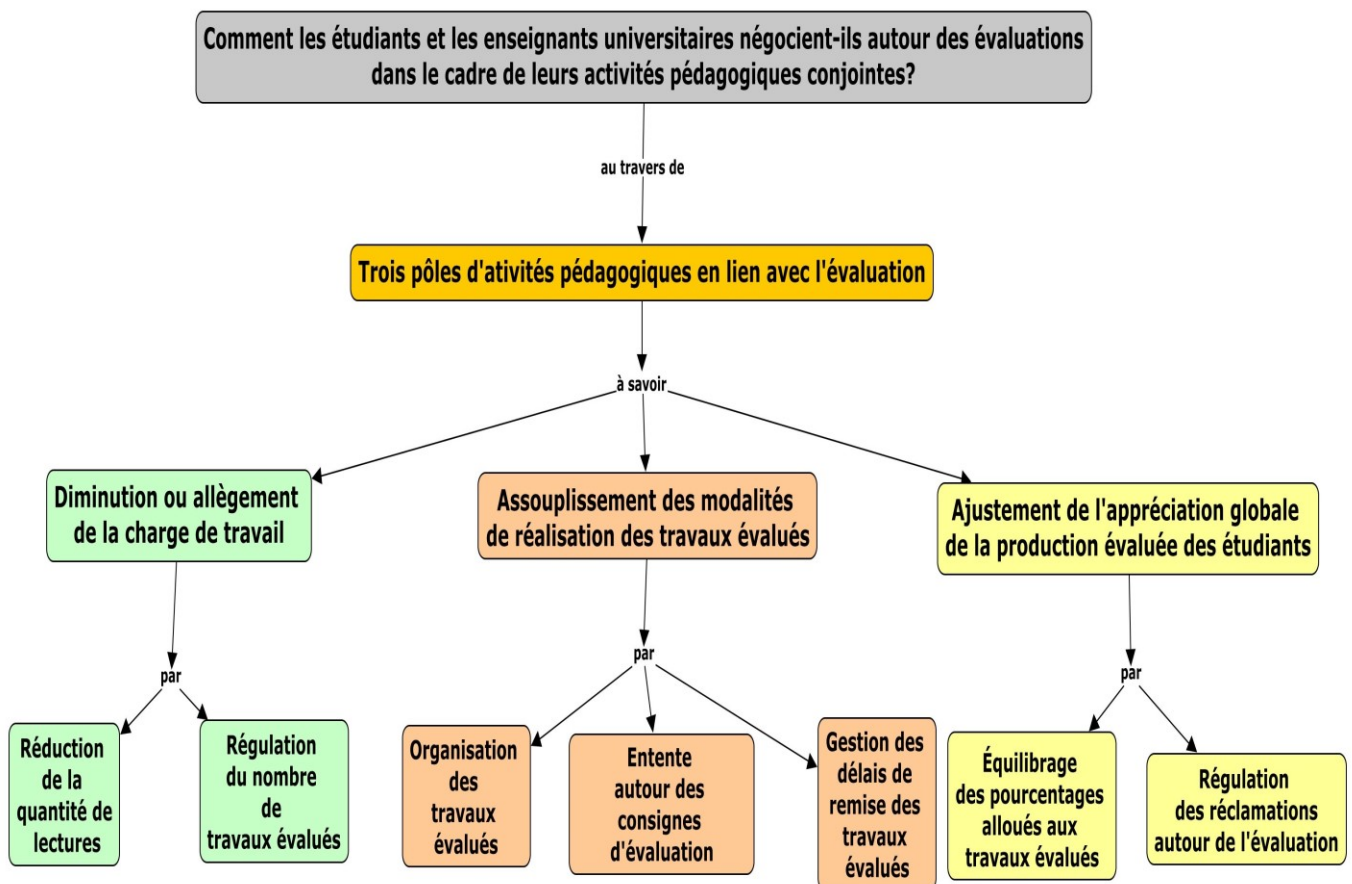 Comment les étudiants et les enseignants universitaires négocient-ils autour des évaluations
dans le cadre de leurs activités pédagogiques conjointes?
au travers de
Trois pôles d'ativités pédagogiques en lien avec l'évaluation
à savoir
Diminution ou allègement
de la charge de travail
Assouplissement des modalités
de réalisation des travaux évalués
Ajustement de l'appréciation globale
de la production évaluée des étudiants
par
par
par
Réduction
de la
quantité de
lectures
Régulation
du nombre
de
travaux évalués
Organisation
des
travaux
évalués
Entente
autour des
consignes
d'évaluation
Gestion des
délais de
remise des
travaux
évalués
Équilibrage
des pourcentages
alloués aux
travaux évalués
Régulation
des réclamations
autour de l'évaluation